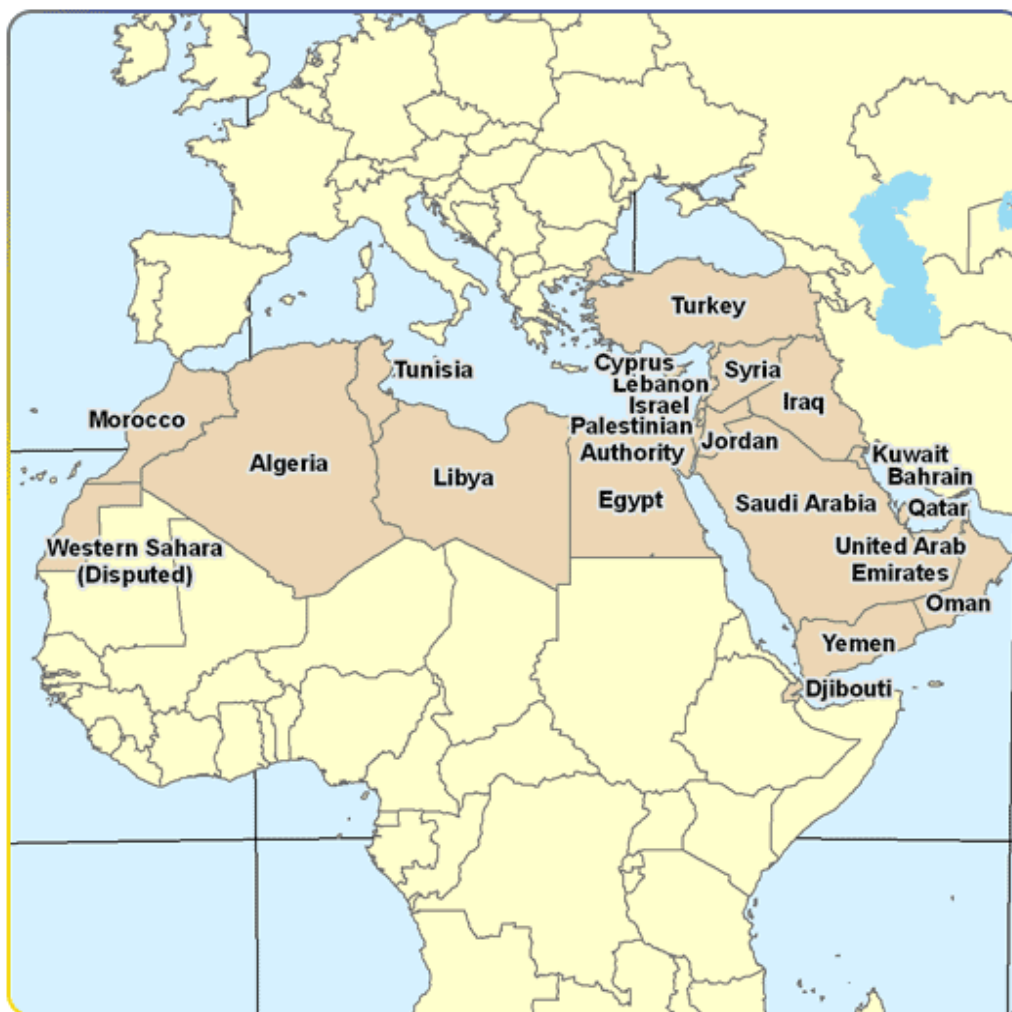 Turkey
Cyprus
Syria
Tunisia
Lebanon
Iraq
Israel
Morocco
Palestinian
Authority
Jordan
Kuwait
Algeria
Libya
Bahrain
Egypt
Saudi Arabia
Qatar
Western Sahara
(Disputed)
United Arab
Emirates
Oman
Yemen
Djibouti